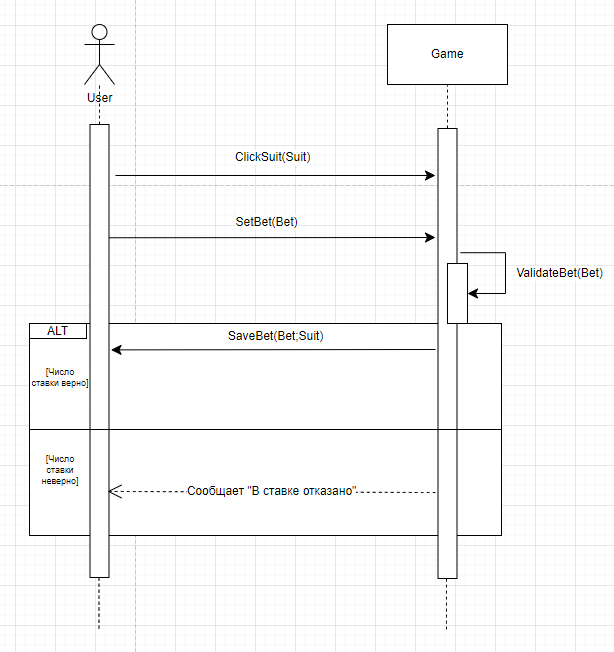 User
Game
ClickSuit(Suit)
SetBet(Bet)
ValidateBet(Bet)
ALT
SaveBet(Bet;Suit)
[Число
ставки верно]
[Число
ставки
неверно]
Сообщает "В ставке отказано"